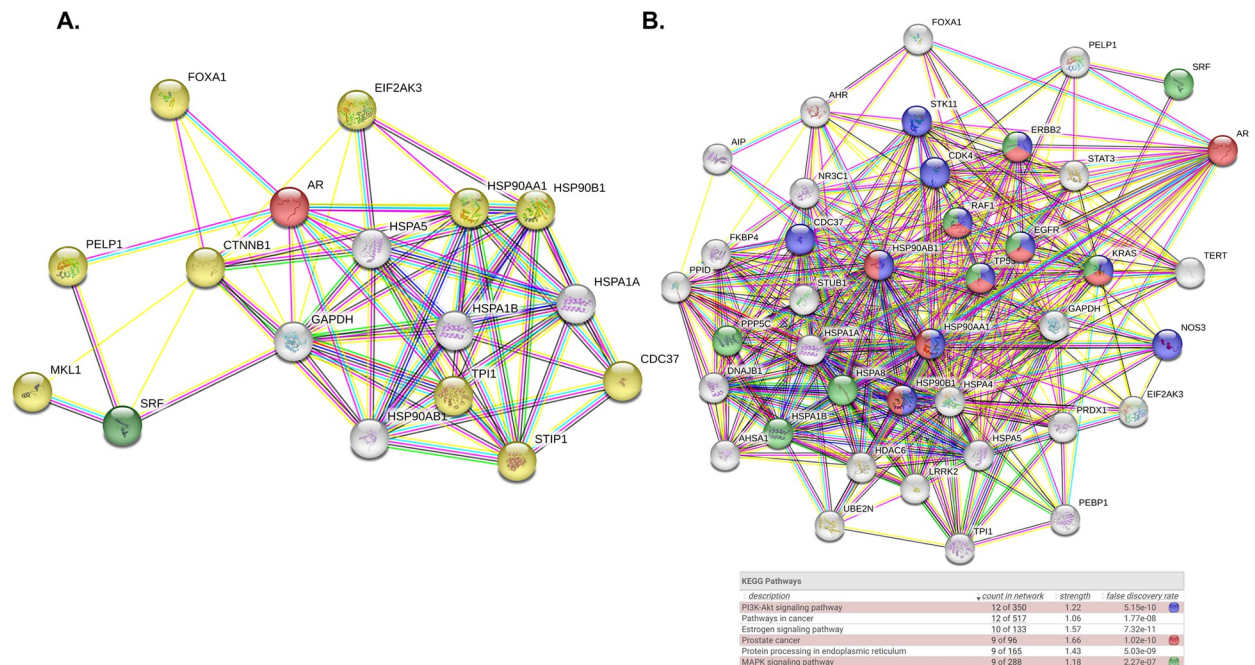 A.
B.
FOXA1
EIF2AK3
AR
HSP90AA1
HSP90B1
HSPA5
PELP1
CTNNB1
HSPA1A
HSPA1B
GAPDH
TPI1
CDC37
MKL1
SRF
HSP90AB1
STIP1
FOXA1
PELP1
SRF
AHR
STK11
ERBB2
AR
AIP
CDK4
STAT3
NR3C1
RAF1
CDC37
EGFR
FKBP4
HSP90AB1
KRAS
TERT
PPID
TP53
STUB1
GAPDH
PPP5C
HSPA1A
HSP90AA1
NOS3
DNAJB1
HSPA8
HSP90B1
HSPA4
EIF2AK3
HSPA1B
PRDX1
AHSA1
HDAC6
HSPA5
LRRK2
UBE2N
PEBP1
TPI1
KEGG Pathways
description count in network strength false discovery rate
PI3K-Akt signaling pathway 12 of 350 1.22 5.15e-10
Pathways in cancer 12 of 517 1.06 1.77e-08
Estrogen signaling pathway 10 of 133 1.57 7.32e-11
Prostate cancer 9 of 96 1.66 1.02e-10
Protein processing in endoplasmic reticulum 9 of 165 1.43 5.03e-09
MAPK signaling pathway 9 of 288 1.18 2.27e-07